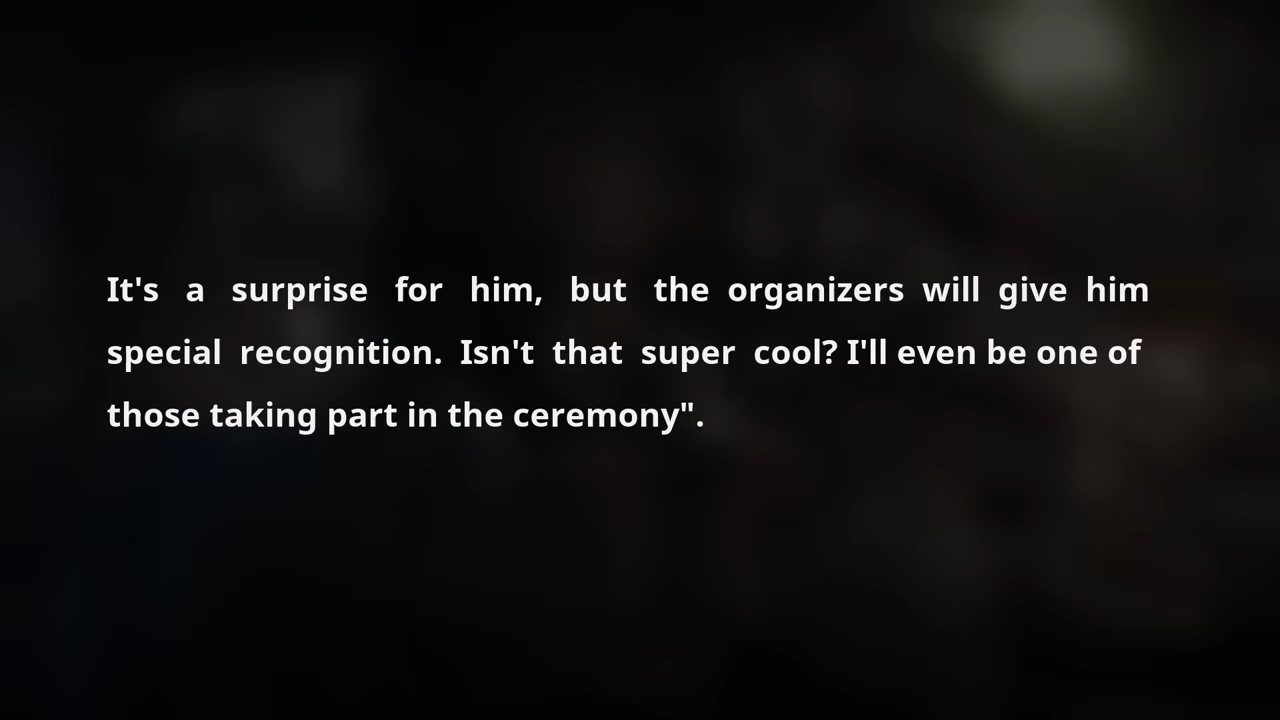 It's a surprise for him, but the organizers will give him
special recognition. Isn't that super cool? I'll even be one of
those taking part in the ceremony".